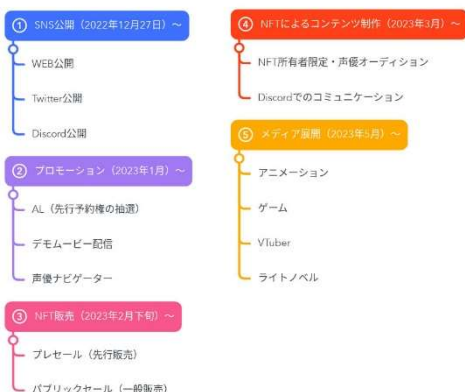 ① SNS公開（2022年12月27日）～
WEB公開
Twitter公開
Discord公開
② プロモーション（2023年1月）～
AL（先行予約権の抽選）
デモムービー配信
声優ナビゲーター
③ NFT販売（2023年2月下旬）～
プレセール（先行販売）
パブリックセール（一般販売）
④ NFTによるコンテンツ制作（2023年3月）～
NFT所有者限定・声優オーディション
Discordでのコミュニケーション
⑤ メディア展開（2023年5月）～
アニメーション
ゲーム
VTuber
ライトノベル